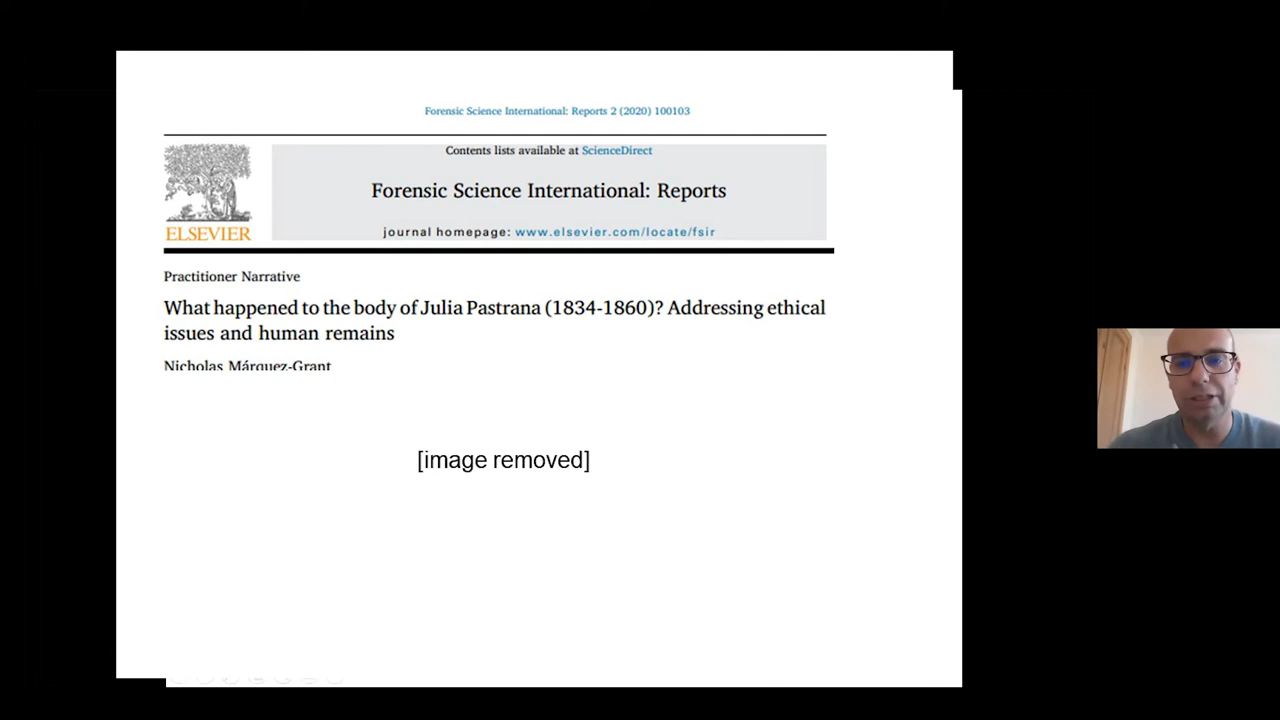 Forensic Science International: Reports 2 (2020) 100103
Contents lists available at ScienceDirect
Forensic Science International: Reports
ELSEVIER
journal homepage: www.elsevier.com/locate/fsir
Practitioner Narrative
What happened to the body of Julia Pastrana (1834-1860)? Addressing ethical
issues and human remains
Nicholas Márquez-Grant
[image removed]